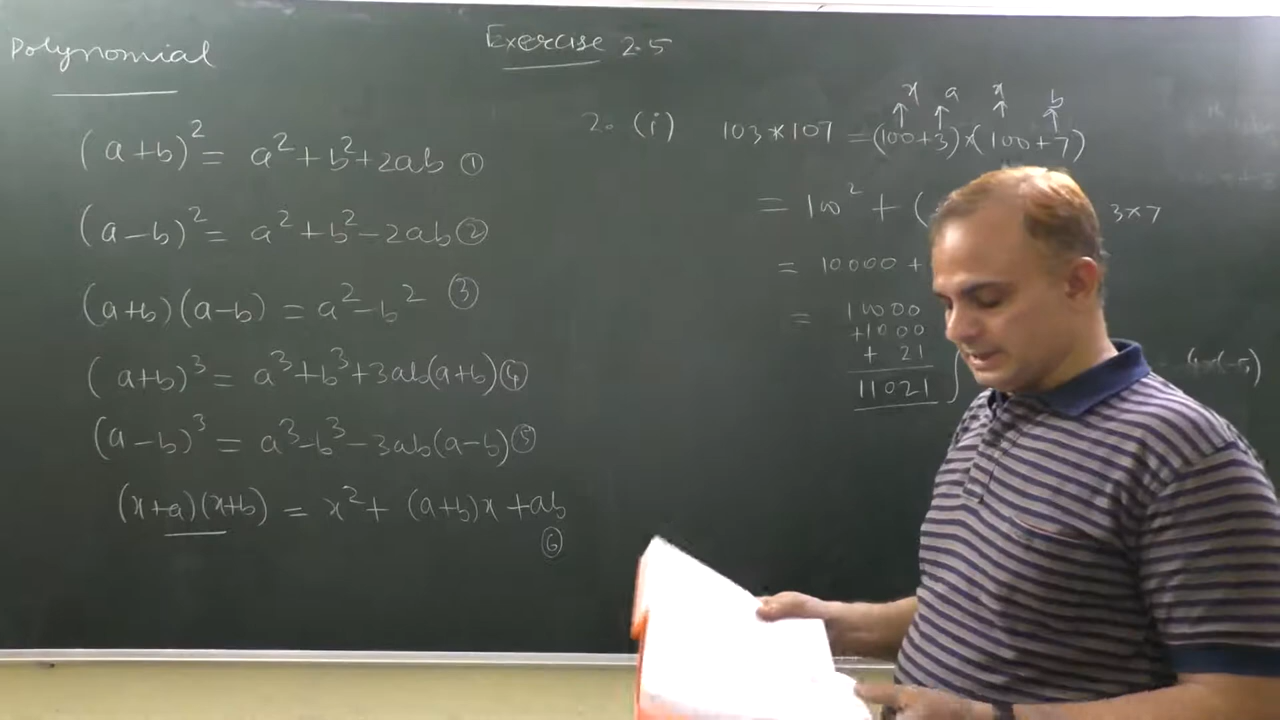 Polynomial
Exercise 2.5
(a+b)² = a²+b²+2ab ①
(a-b)² = a²+b²-2ab ②
(a+b)(a-b) = a²-b² ③
(a+b)³ = a³+b³+3ab(a+b) ④
(a-b)³ = a³-b³-3ab(a-b) ⑤
(x+a)(x+b) = x²+ (a+b)x +ab
⑥
x a x b
2. (i) 103×107 = (100+3)×(100+7)
= 100² + ( 3×7
= 10000 +
= 10000
+1000
+ 21
11021